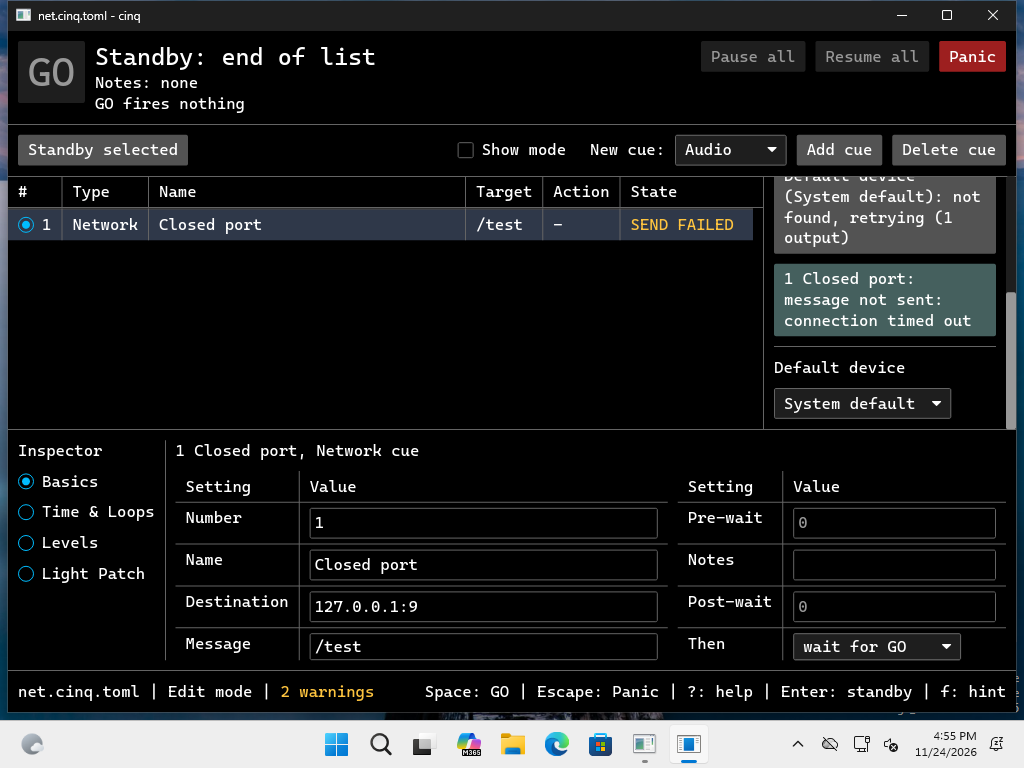 net.cinq.toml - cinq
GO
Standby: end of list
Notes: none
GO fires nothing
Pause all
Resume all
Panic
Standby selected
Show mode
New cue:
Audio
Add cue
Delete cue
# Type Name Target Action State
1 Network Closed port /test – SEND FAILED
Default device
(System default): not
found, retrying (1
output)
1 Closed port:
message not sent:
connection timed out
Default device
System default
Inspector
Basics
Time & Loops
Levels
Light Patch
1 Closed port, Network cue
Setting Value
Number 1
Name Closed port
Destination 127.0.0.1:9
Message /test
Setting Value
Pre-wait 0
Notes
Post-wait 0
Then wait for GO
net.cinq.toml | Edit mode | 2 warnings
Space: GO | Escape: Panic | ?: help | Enter: standby | f: hint
M365
4:55 PM
11/24/2026